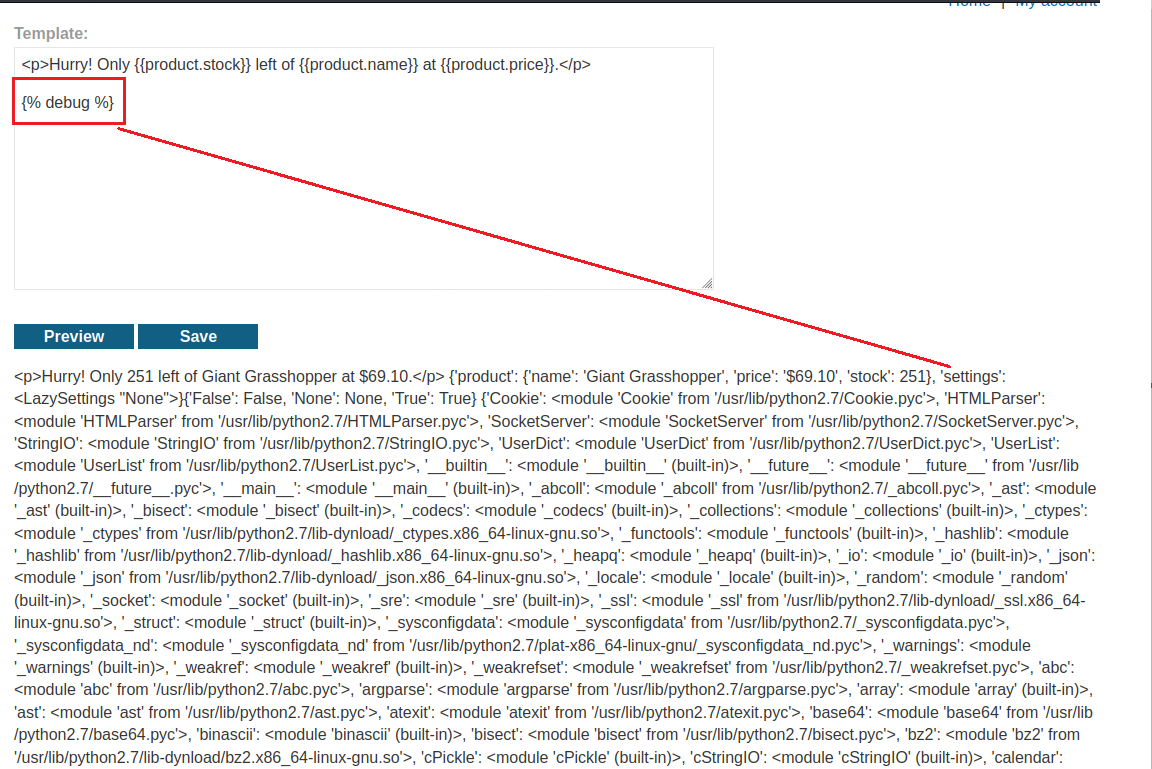 Home | My account
Template:
<p>Hurry! Only {{product.stock}} left of {{product.name}} at {{product.price}}.</p>
{% debug %}
Preview Save
<p>Hurry! Only 251 left of Giant Grasshopper at $69.10.</p> {'product': {'name': 'Giant Grasshopper', 'price': '$69.10', 'stock': 251}, 'settings':
<LazySettings "None">}{'False': False, 'None': None, 'True': True} {'Cookie': <module 'Cookie' from '/usr/lib/python2.7/Cookie.pyc'>, 'HTMLParser':
<module 'HTMLParser' from '/usr/lib/python2.7/HTMLParser.pyc'>, 'SocketServer': <module 'SocketServer' from '/usr/lib/python2.7/SocketServer.pyc'>,
'StringIO': <module 'StringIO' from '/usr/lib/python2.7/StringIO.pyc'>, 'UserDict': <module 'UserDict' from '/usr/lib/python2.7/UserDict.pyc'>, 'UserList':
<module 'UserList' from '/usr/lib/python2.7/UserList.pyc'>, '__builtin__': <module '__builtin__' (built-in)>, '__future__': <module '__future__' from '/usr/lib
/python2.7/__future__.pyc'>, '__main__': <module '__main__' (built-in)>, '_abcoll': <module '_abcoll' from '/usr/lib/python2.7/_abcoll.pyc'>, '_ast': <module
'_ast' (built-in)>, '_bisect': <module '_bisect' (built-in)>, '_codecs': <module '_codecs' (built-in)>, '_collections': <module '_collections' (built-in)>, '_ctypes':
<module '_ctypes' from '/usr/lib/python2.7/lib-dynload/_ctypes.x86_64-linux-gnu.so'>, '_functools': <module '_functools' (built-in)>, '_hashlib': <module
'_hashlib' from '/usr/lib/python2.7/lib-dynload/_hashlib.x86_64-linux-gnu.so'>, '_heapq': <module '_heapq' (built-in)>, '_io': <module '_io' (built-in)>, '_json':
<module '_json' from '/usr/lib/python2.7/lib-dynload/_json.x86_64-linux-gnu.so'>, '_locale': <module '_locale' (built-in)>, '_random': <module '_random'
(built-in)>, '_socket': <module '_socket' (built-in)>, '_sre': <module '_sre' (built-in)>, '_ssl': <module '_ssl' from '/usr/lib/python2.7/lib-dynload/_ssl.x86_64-
linux-gnu.so'>, '_struct': <module '_struct' (built-in)>, '_sysconfigdata': <module '_sysconfigdata' from '/usr/lib/python2.7/_sysconfigdata.pyc'>,
'_sysconfigdata_nd': <module '_sysconfigdata_nd' from '/usr/lib/python2.7/plat-x86_64-linux-gnu/_sysconfigdata_nd.pyc'>, '_warnings': <module
'_warnings' (built-in)>, '_weakref': <module '_weakref' (built-in)>, '_weakrefset': <module '_weakrefset' from '/usr/lib/python2.7/_weakrefset.pyc'>, 'abc':
<module 'abc' from '/usr/lib/python2.7/abc.pyc'>, 'argparse': <module 'argparse' from '/usr/lib/python2.7/argparse.pyc'>, 'array': <module 'array' (built-in)>,
'ast': <module 'ast' from '/usr/lib/python2.7/ast.pyc'>, 'atexit': <module 'atexit' from '/usr/lib/python2.7/atexit.pyc'>, 'base64': <module 'base64' from '/usr/lib
/python2.7/base64.pyc'>, 'binascii': <module 'binascii' (built-in)>, 'bisect': <module 'bisect' from '/usr/lib/python2.7/bisect.pyc'>, 'bz2': <module 'bz2' from
'/usr/lib/python2.7/lib-dynload/bz2.x86_64-linux-gnu.so'>, 'cPickle': <module 'cPickle' (built-in)>, 'cStringIO': <module 'cStringIO' (built-in)>, 'calendar':